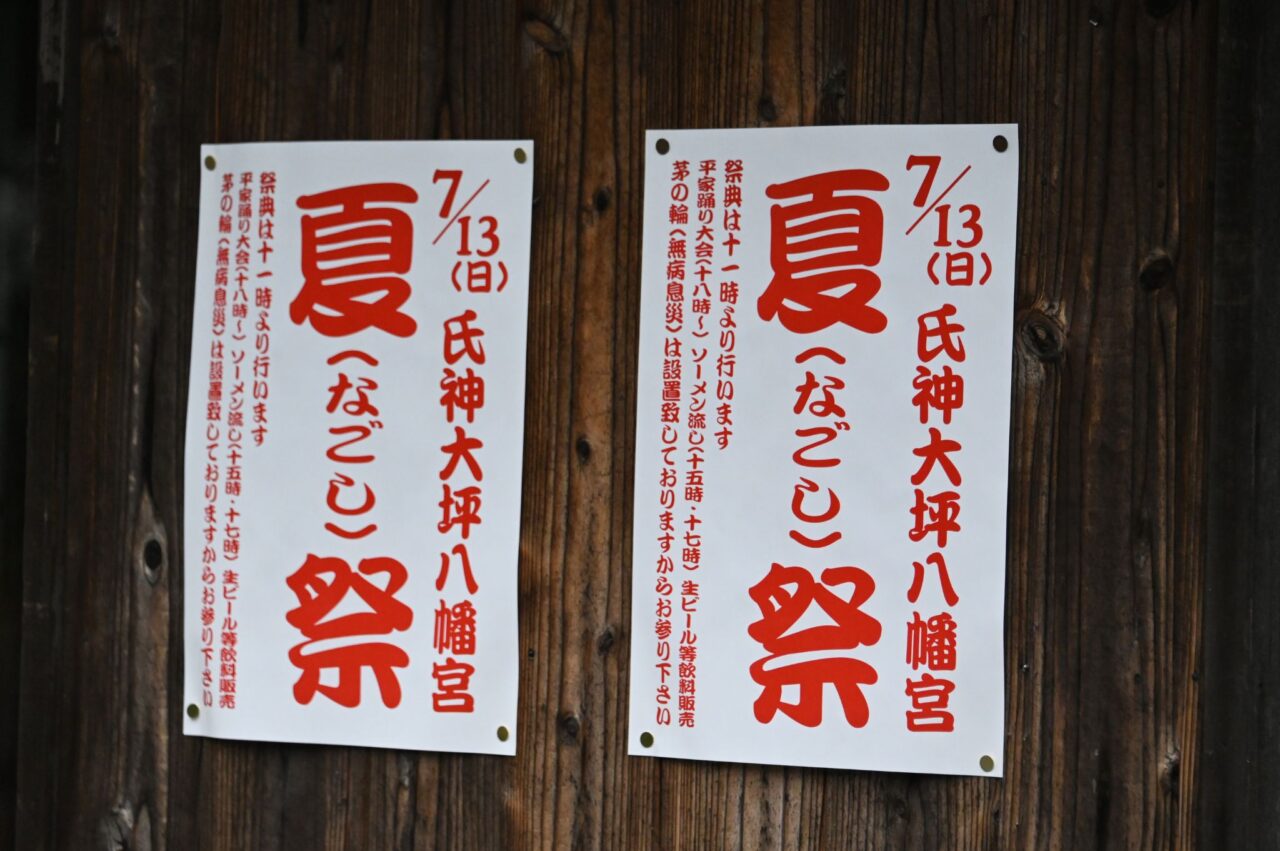 7/13(日) 氏神大坪八幡宮
夏(なごし)祭
祭典は十一時より行います
平家踊り大会(十八時~) ソーメン流し(十五時・十七時) 生ビール等飲料販売
茅の輪(無病息災)は設置致しておりますからお参り下さい
7/13(日) 氏神大坪八幡宮
夏(なごし)祭
祭典は十一時より行います
平家踊り大会(十八時~) ソーメン流し(十五時・十七時) 生ビール等飲料販売
茅の輪(無病息災)は設置致しておりますからお参り下さい